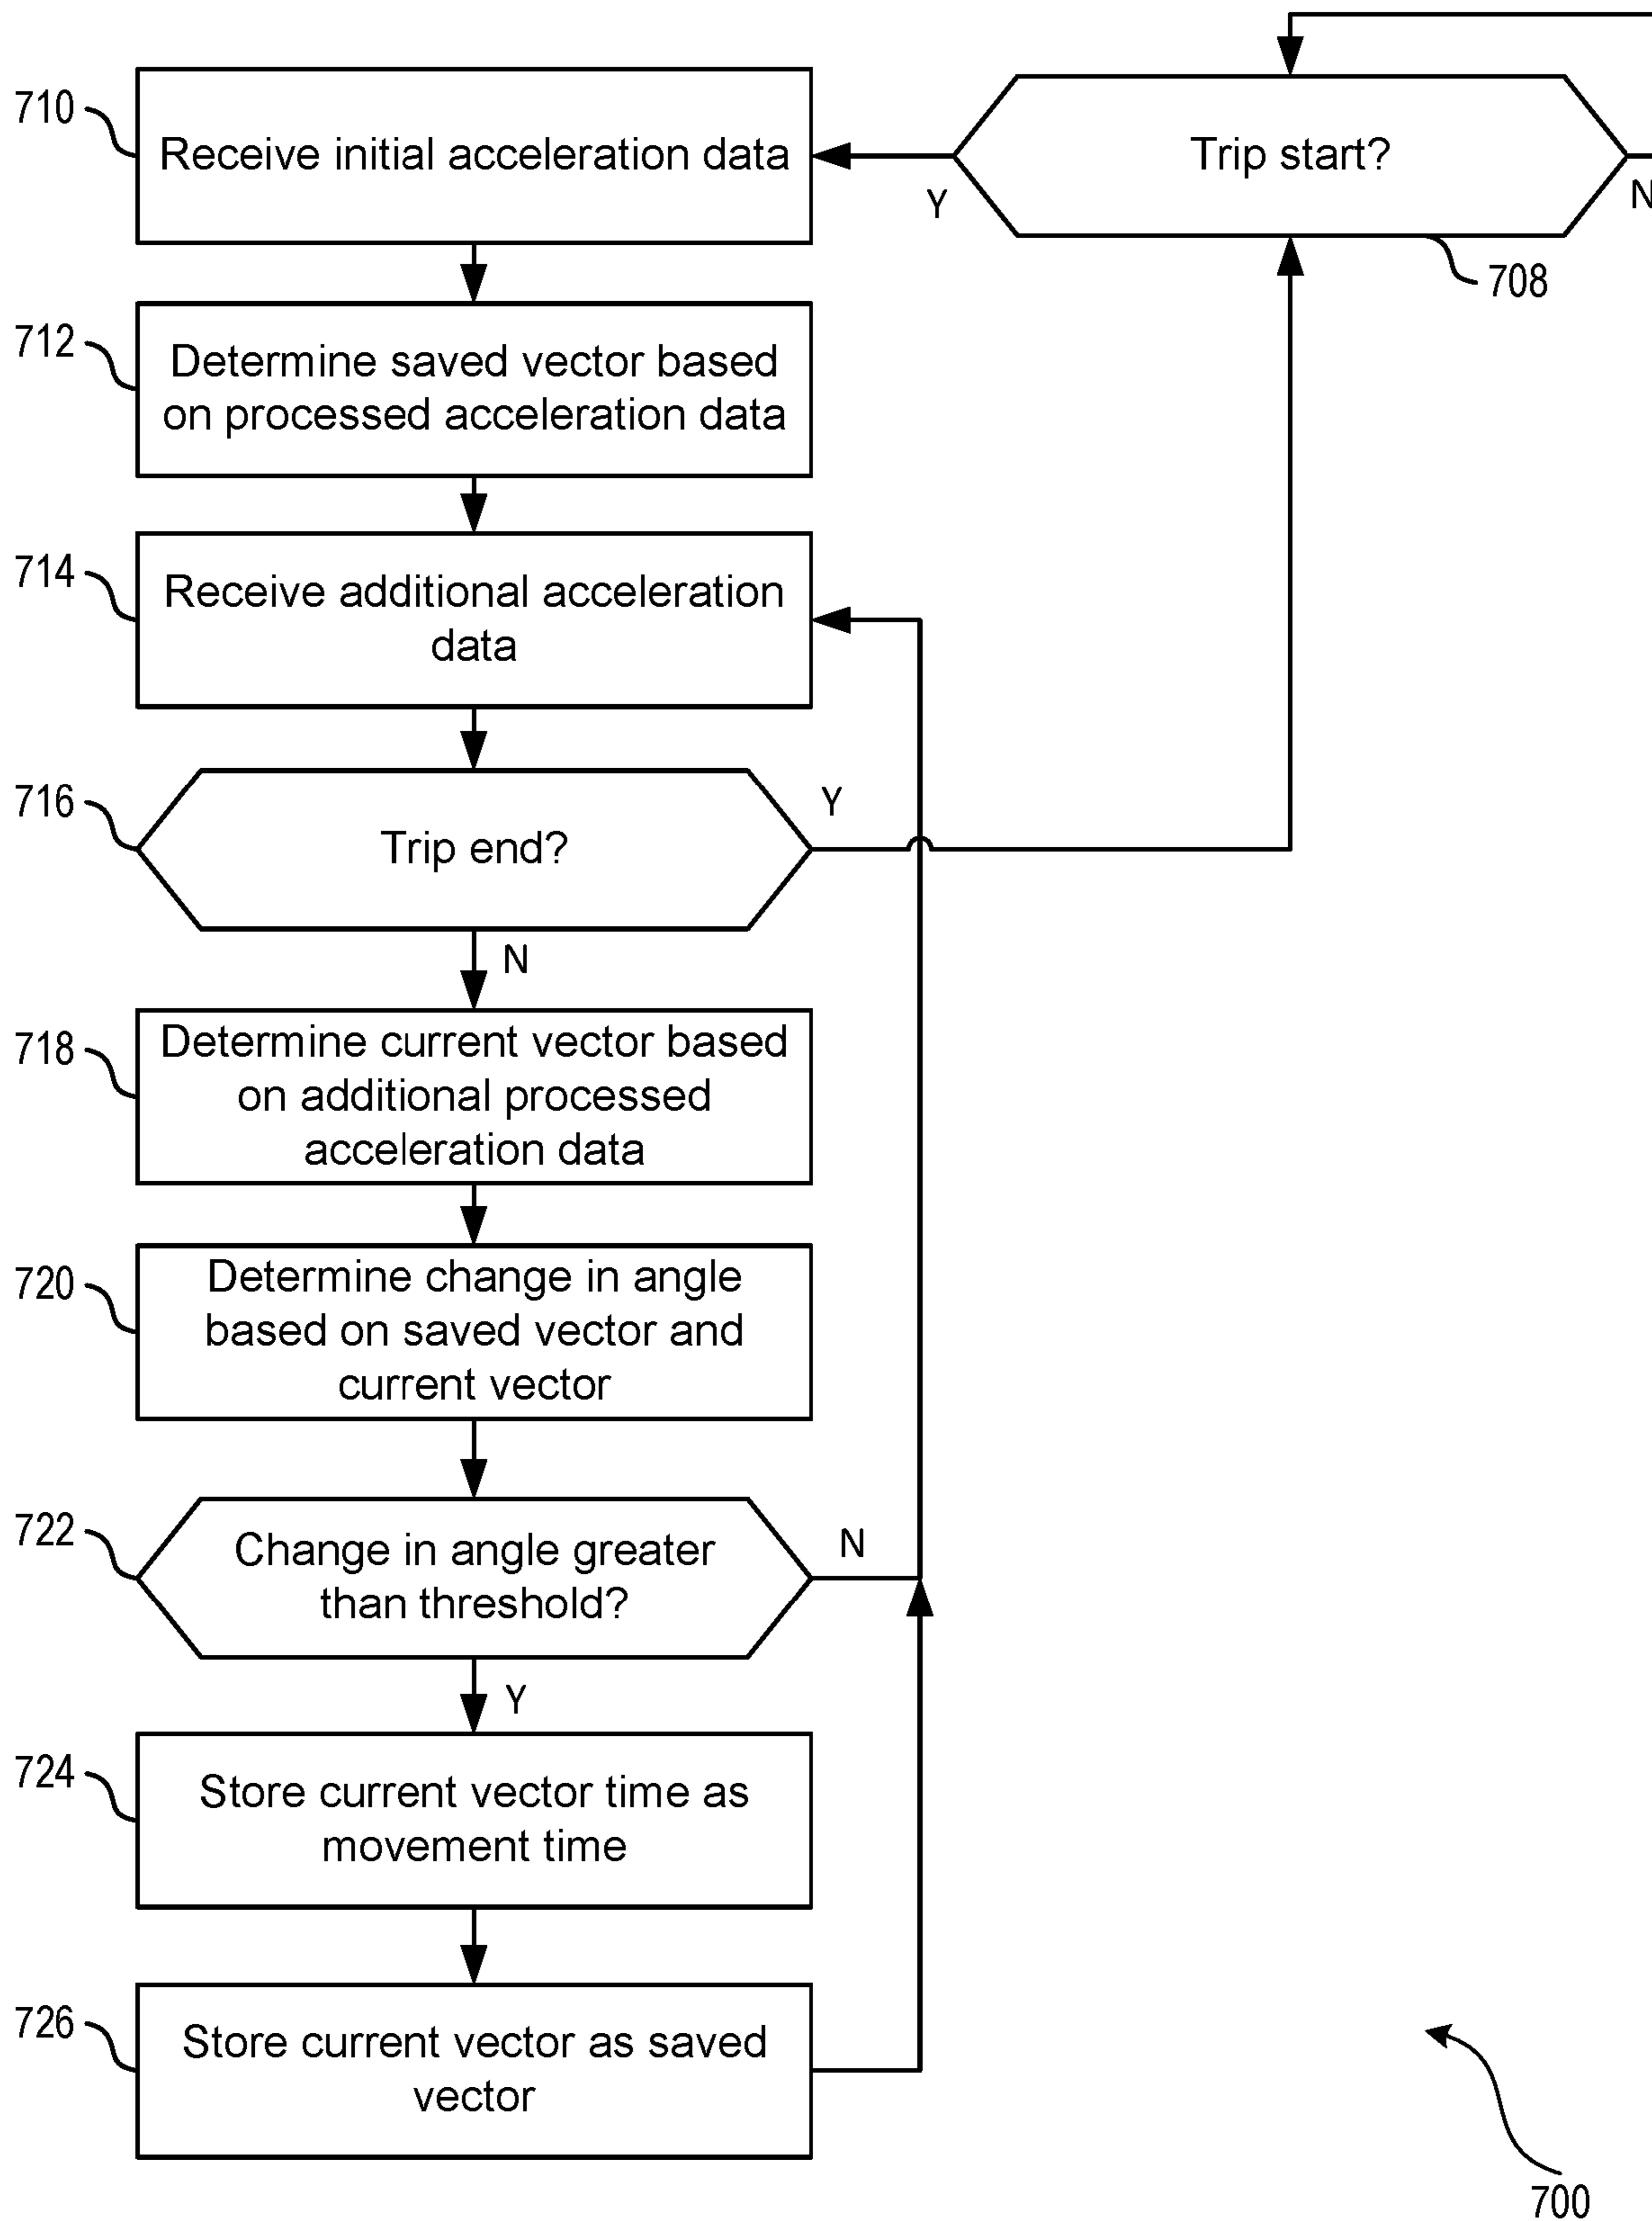 710
Receive initial acceleration data
Y
Trip start?
N
708
712
Determine saved vector based
on processed acceleration data
714
Receive additional acceleration
data
716
Trip end?
Y
N
718
Determine current vector based
on additional processed
acceleration data
720
Determine change in angle
based on saved vector and
current vector
722
Change in angle greater
than threshold?
N
Y
724
Store current vector time as
movement time
726
Store current vector as saved
vector
700